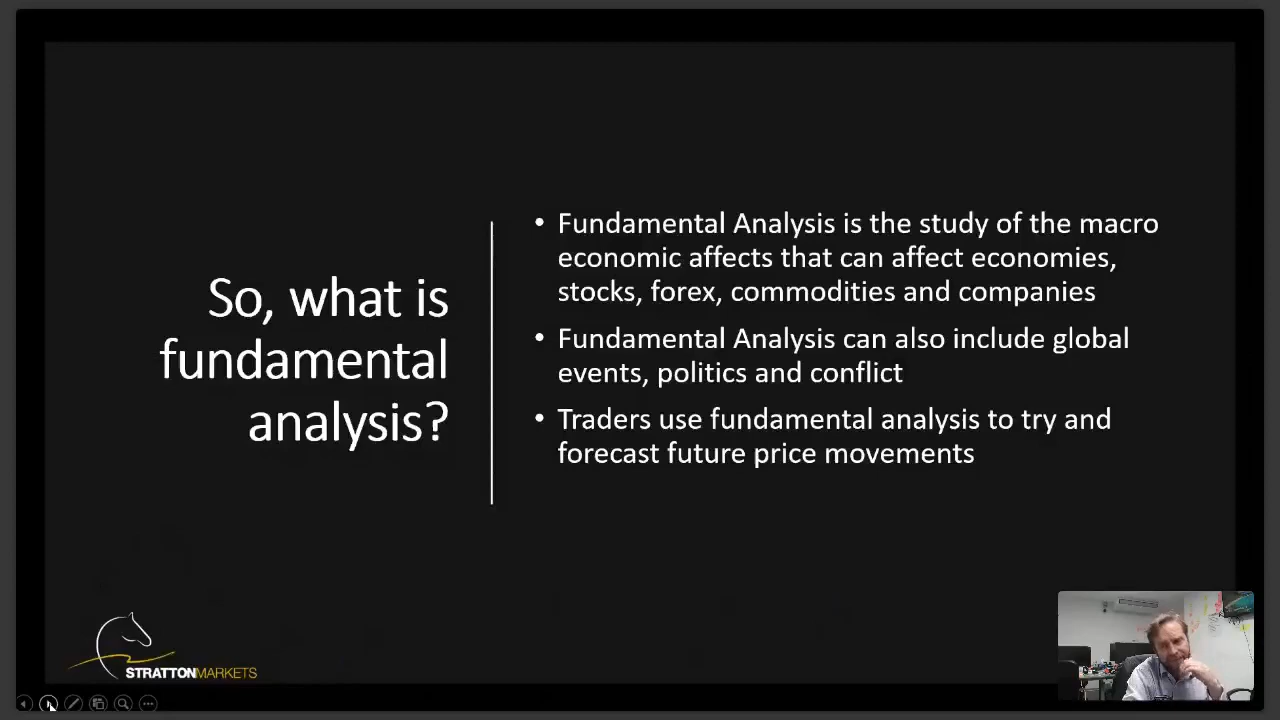 So, what is
fundamental
analysis?
• Fundamental Analysis is the study of the macro
economic affects that can affect economies,
stocks, forex, commodities and companies
• Fundamental Analysis can also include global
events, politics and conflict
• Traders use fundamental analysis to try and
forecast future price movements
STRATTONMARKETS